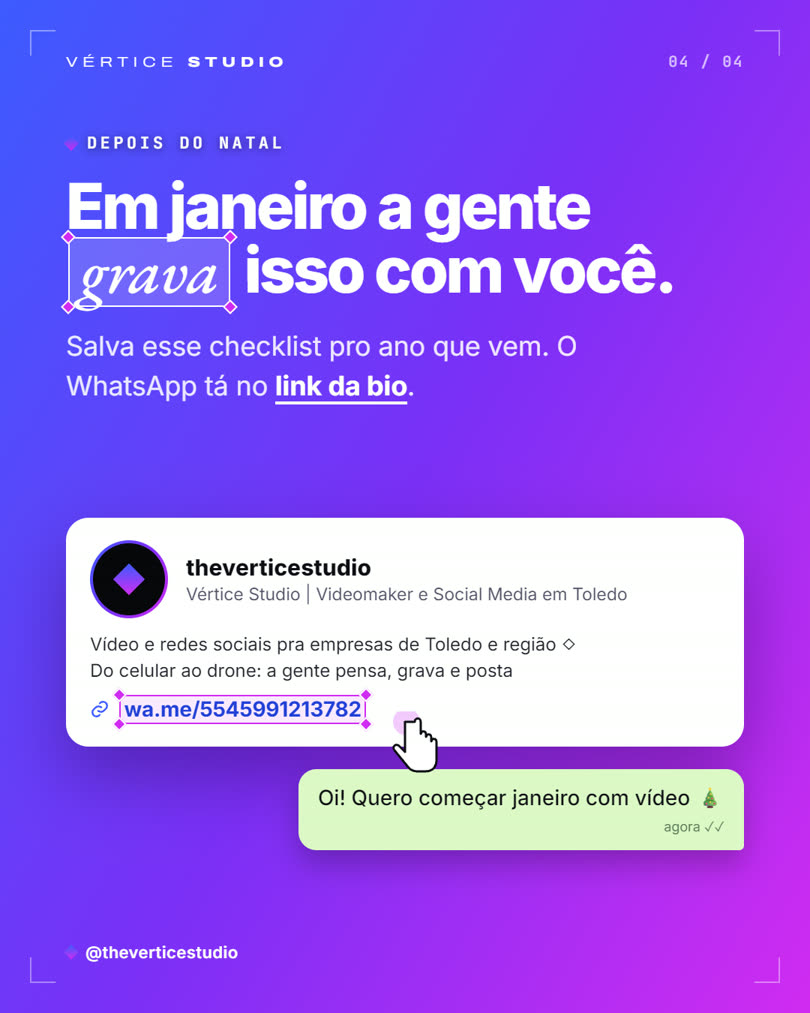 VÉRTICE STUDIO
04 / 04
DEPOIS DO NATAL
Em janeiro a gente
grava isso com você.
Salva esse checklist pro ano que vem. O
WhatsApp tá no link da bio.
theverticestudio
Vértice Studio | Videomaker e Social Media em Toledo
Vídeo e redes sociais pra empresas de Toledo e região ◇
Do celular ao drone: a gente pensa, grava e posta
wa.me/5545991213782
Oi! Quero começar janeiro com vídeo 🎄
agora ✓✓
@theverticestudio